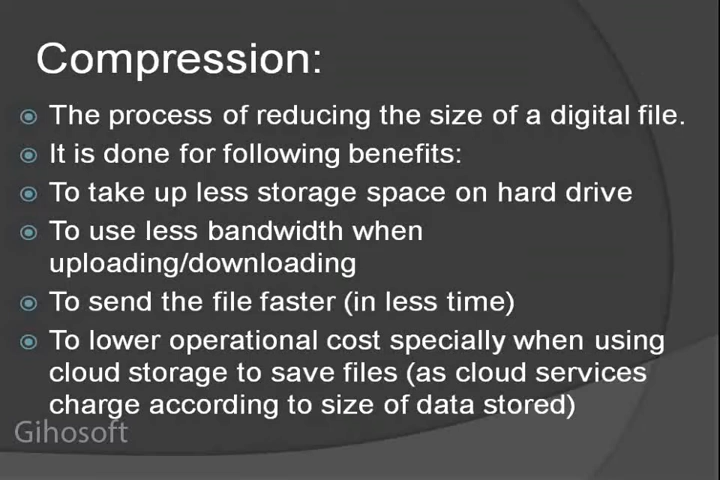 Compression:
The process of reducing the size of a digital file.
It is done for following benefits:
To take up less storage space on hard drive
To use less bandwidth when
uploading/downloading
To send the file faster (in less time)
To lower operational cost specially when using
cloud storage to save files (as cloud services
charge according to size of data stored)
Gihosoft